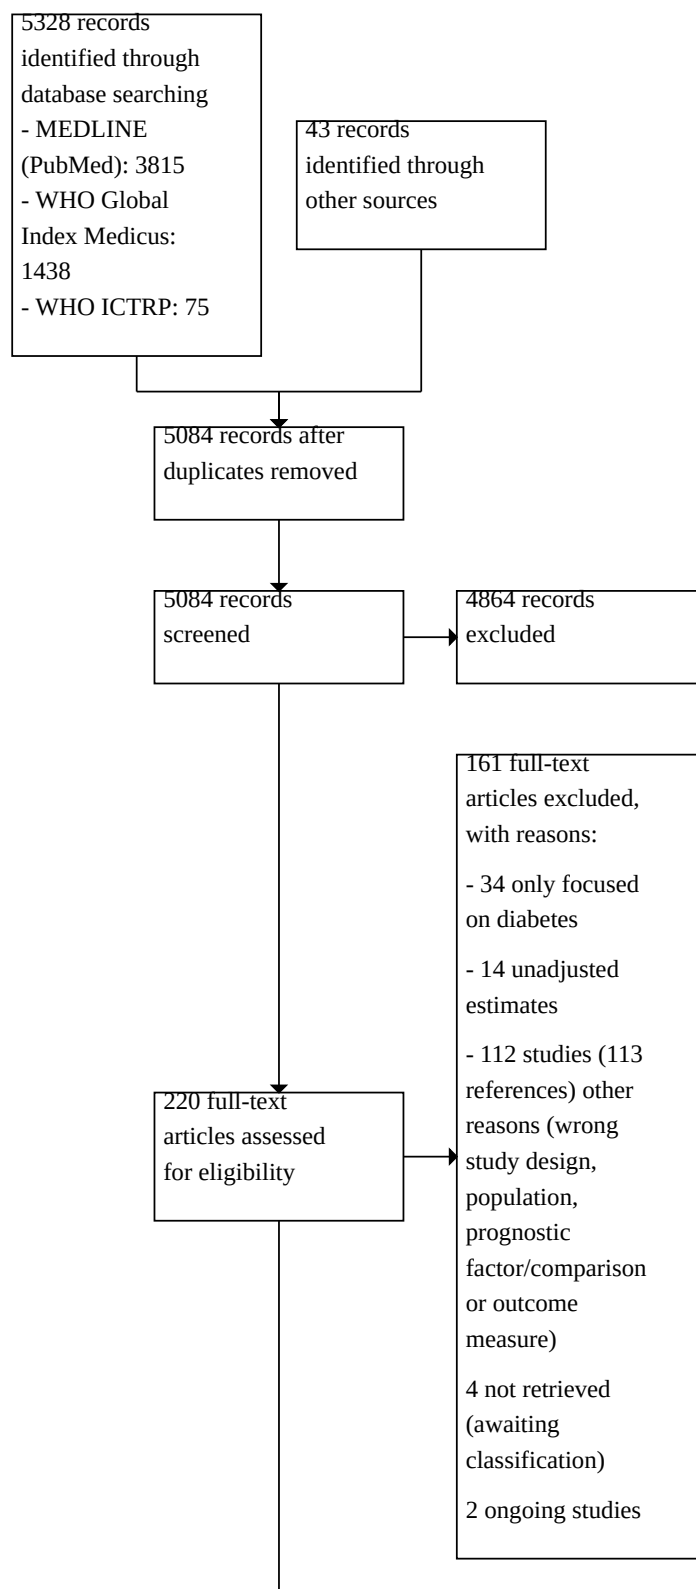 5328 records
identified through
database searching
- MEDLINE
(PubMed): 3815
- WHO Global
Index Medicus:
1438
- WHO ICTRP: 75
43 records
identified through
other sources
5084 records after
duplicates removed
5084 records
screened
4864 records
excluded
220 full-text
articles assessed
for eligibility
161 full-text
articles excluded,
with reasons:
- 34 only focused
on diabetes
- 14 unadjusted
estimates
- 112 studies (113
references) other
reasons (wrong
study design,
population,
prognostic
factor/comparison
or outcome
measure)
4 not retrieved
(awaiting
classification)
2 ongoing studies